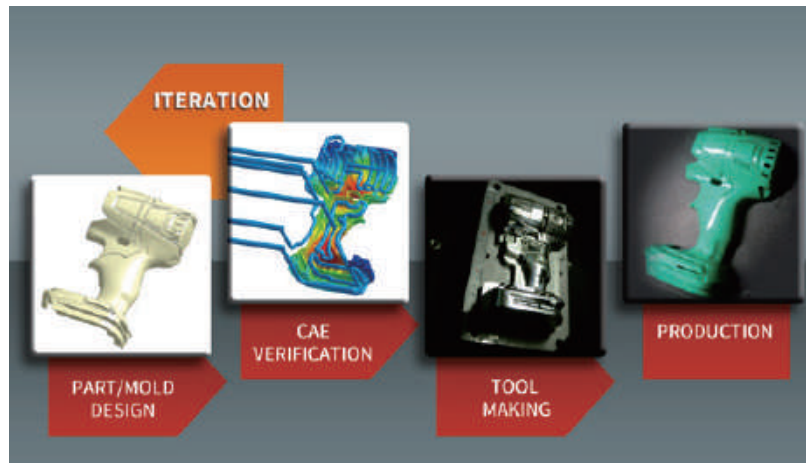 ITERATION
PART/MOLD
DESIGN
CAE
VERIFICATION
TOOL
MAKING
PRODUCTION